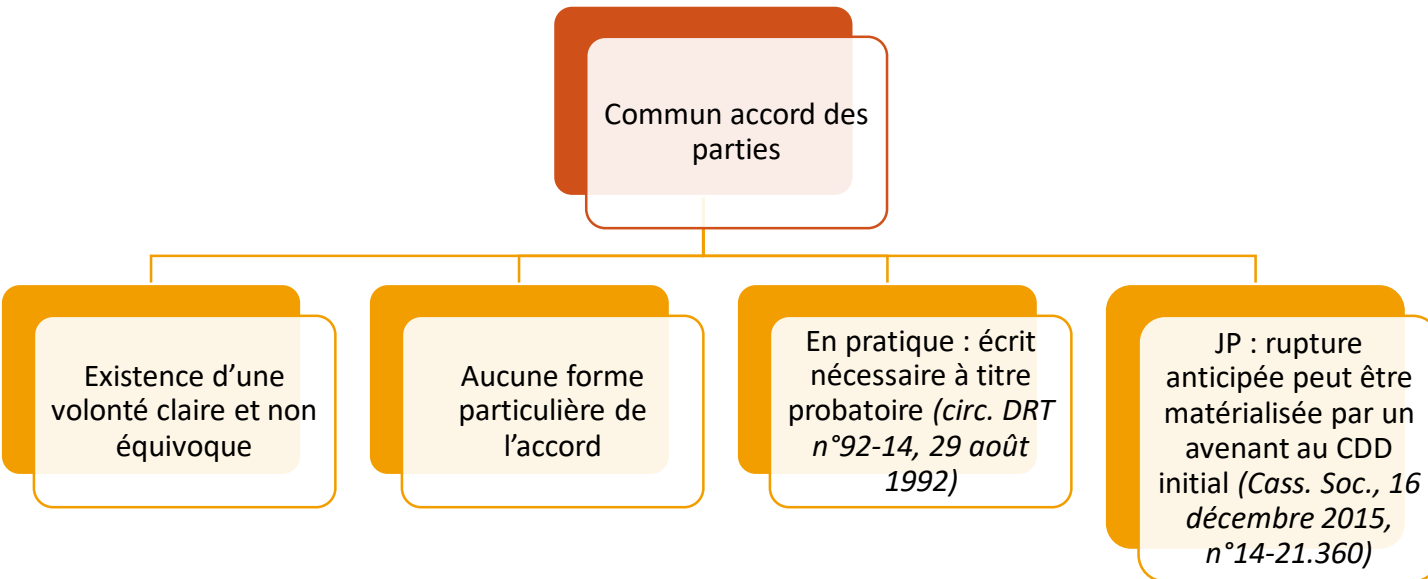 Commun accord des
parties
Existence d’une
volonté claire et non
équivoque
Aucune forme
particulière de
l’accord
En pratique : écrit
nécessaire à titre
probatoire (circ. DRT
n°92-14, 29 août
1992)
JP : rupture
anticipée peut être
matérialisée par un
avenant au CDD
initial (Cass. Soc., 16
décembre 2015,
n°14-21.360)